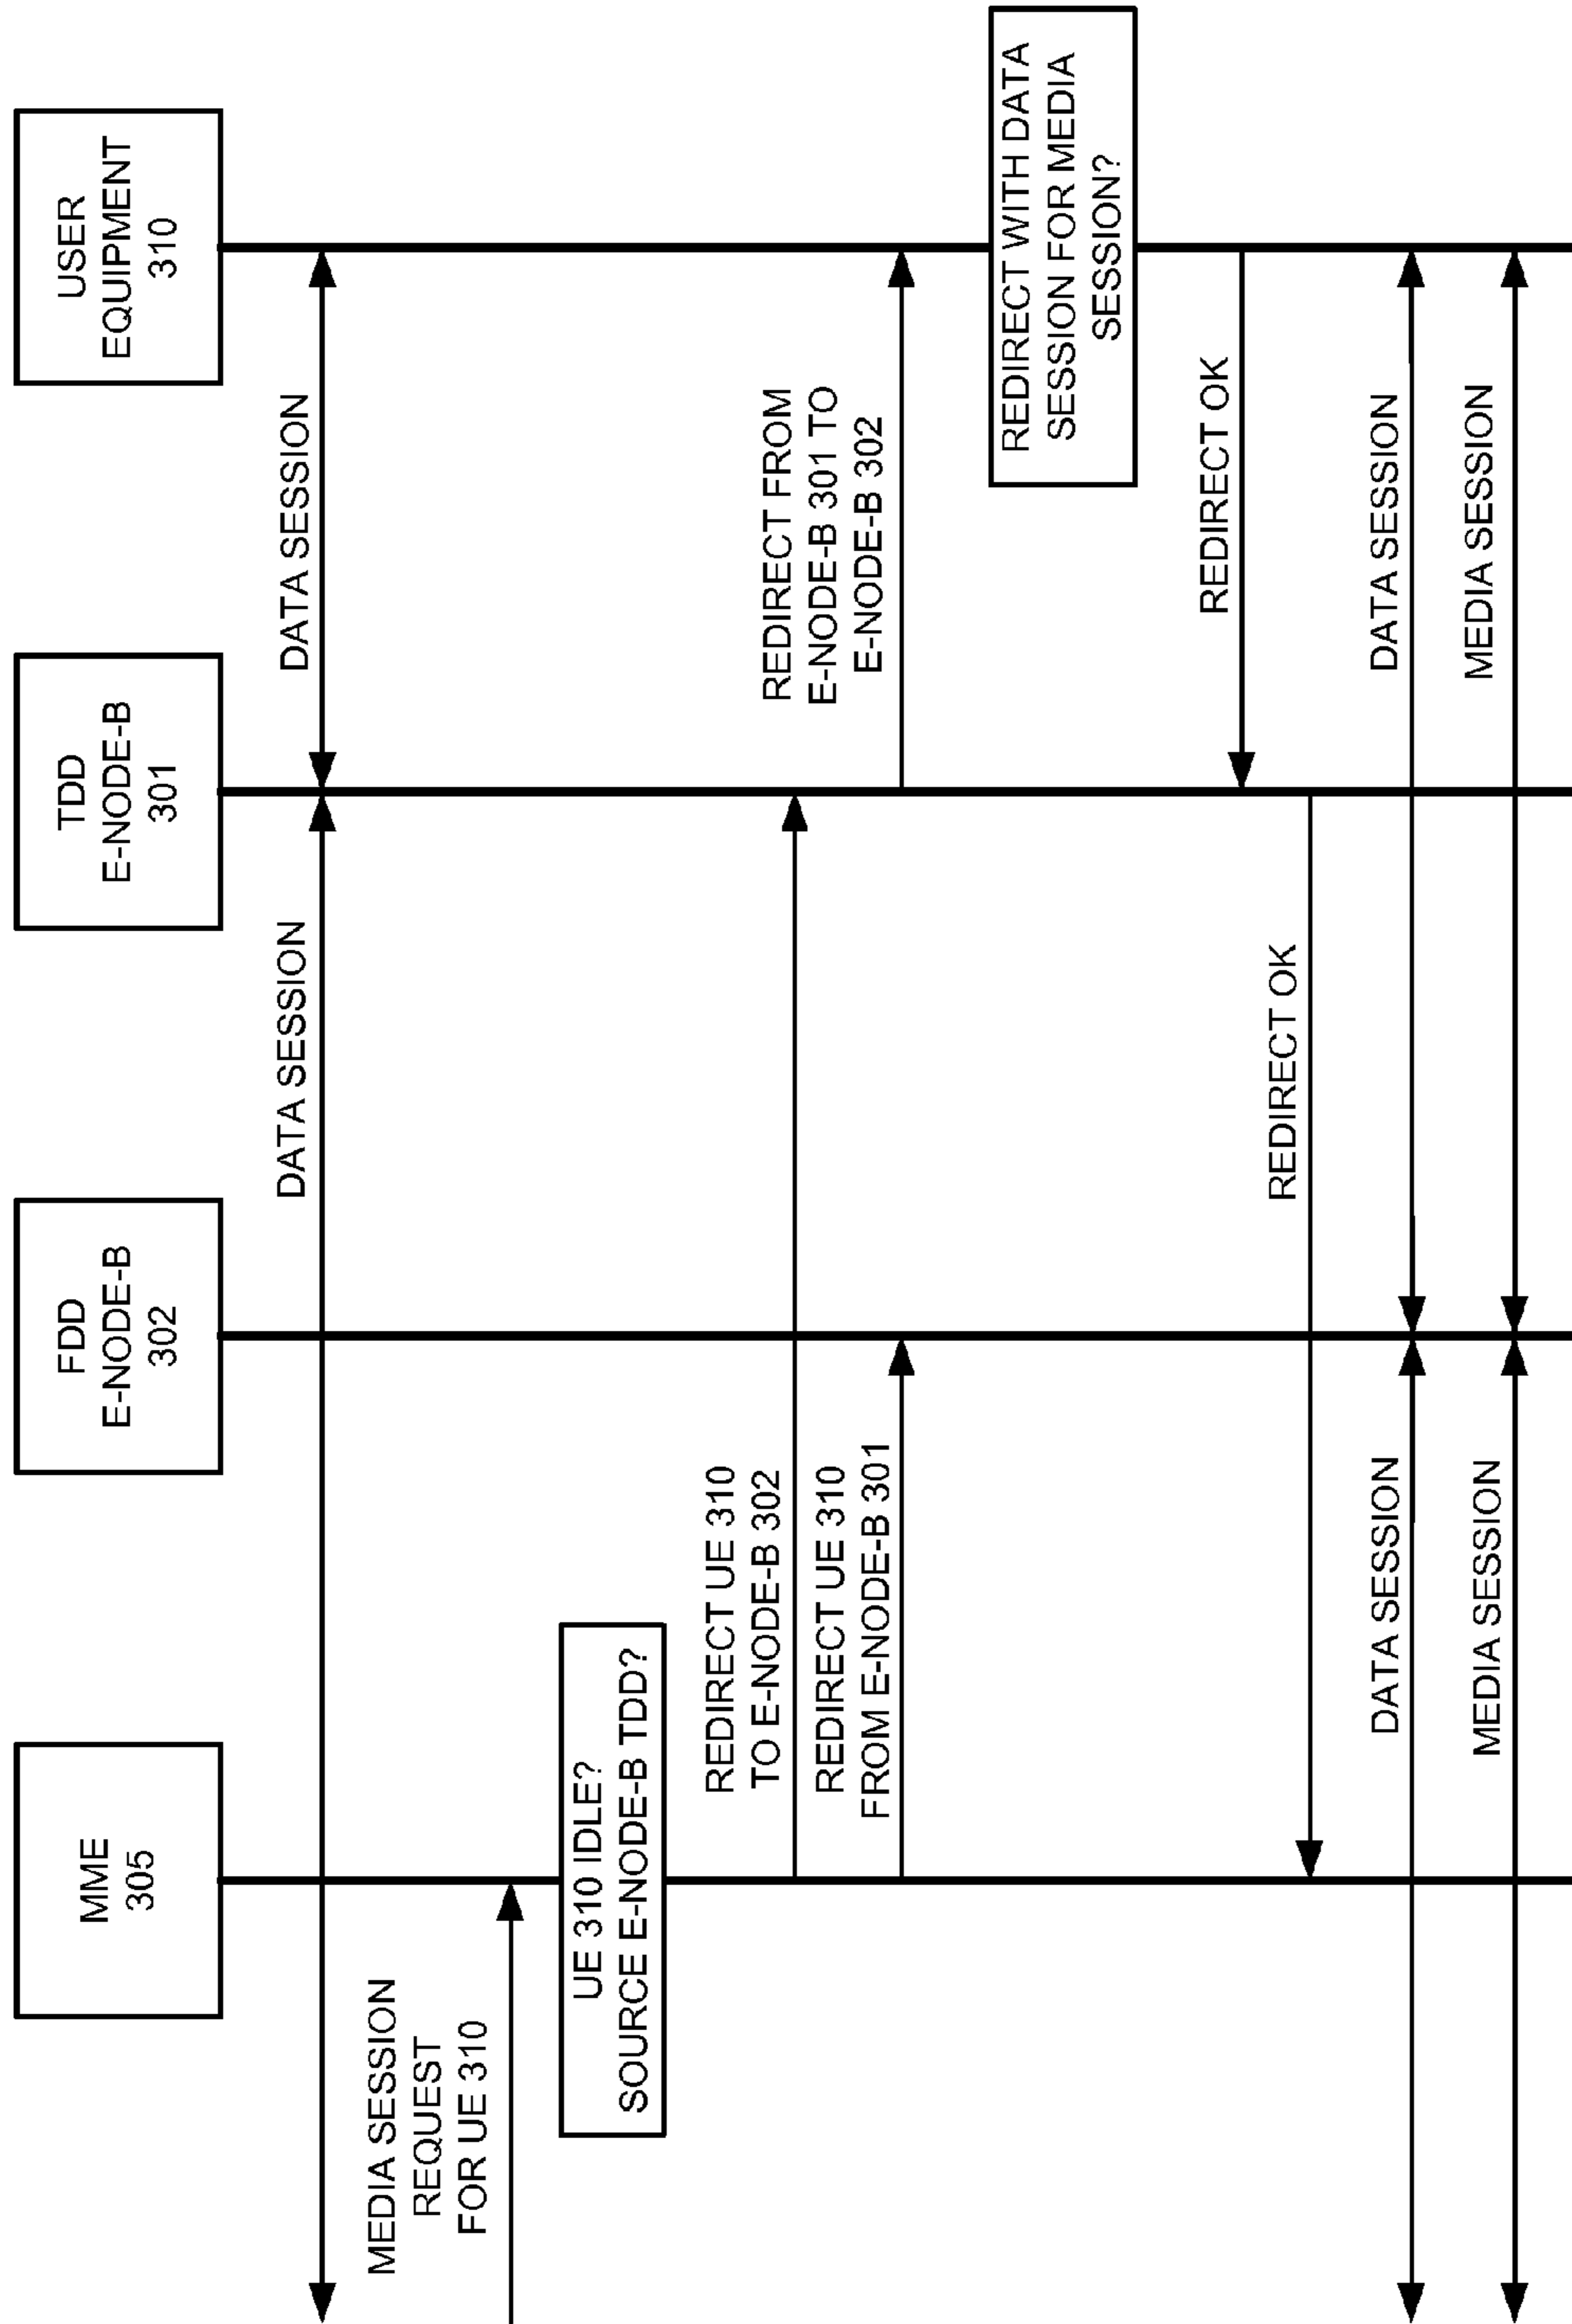 MME
305
FDD
E-NODE-B
302
TDD
E-NODE-B
301
USER
EQUIPMENT
310
DATA SESSION
DATA SESSION
MEDIA SESSION
REQUEST
FOR UE 310
UE 310 IDLE?
SOURCE E-NODE-B TDD?
REDIRECT UE 310
TO E-NODE-B 302
REDIRECT UE 310
FROM E-NODE-B 301
REDIRECT FROM
E-NODE-B 301 TO
E-NODE-B 302
REDIRECT WITH DATA
SESSION FOR MEDIA
SESSION?
REDIRECT OK
REDIRECT OK
DATA SESSION
DATA SESSION
MEDIA SESSION
MEDIA SESSION